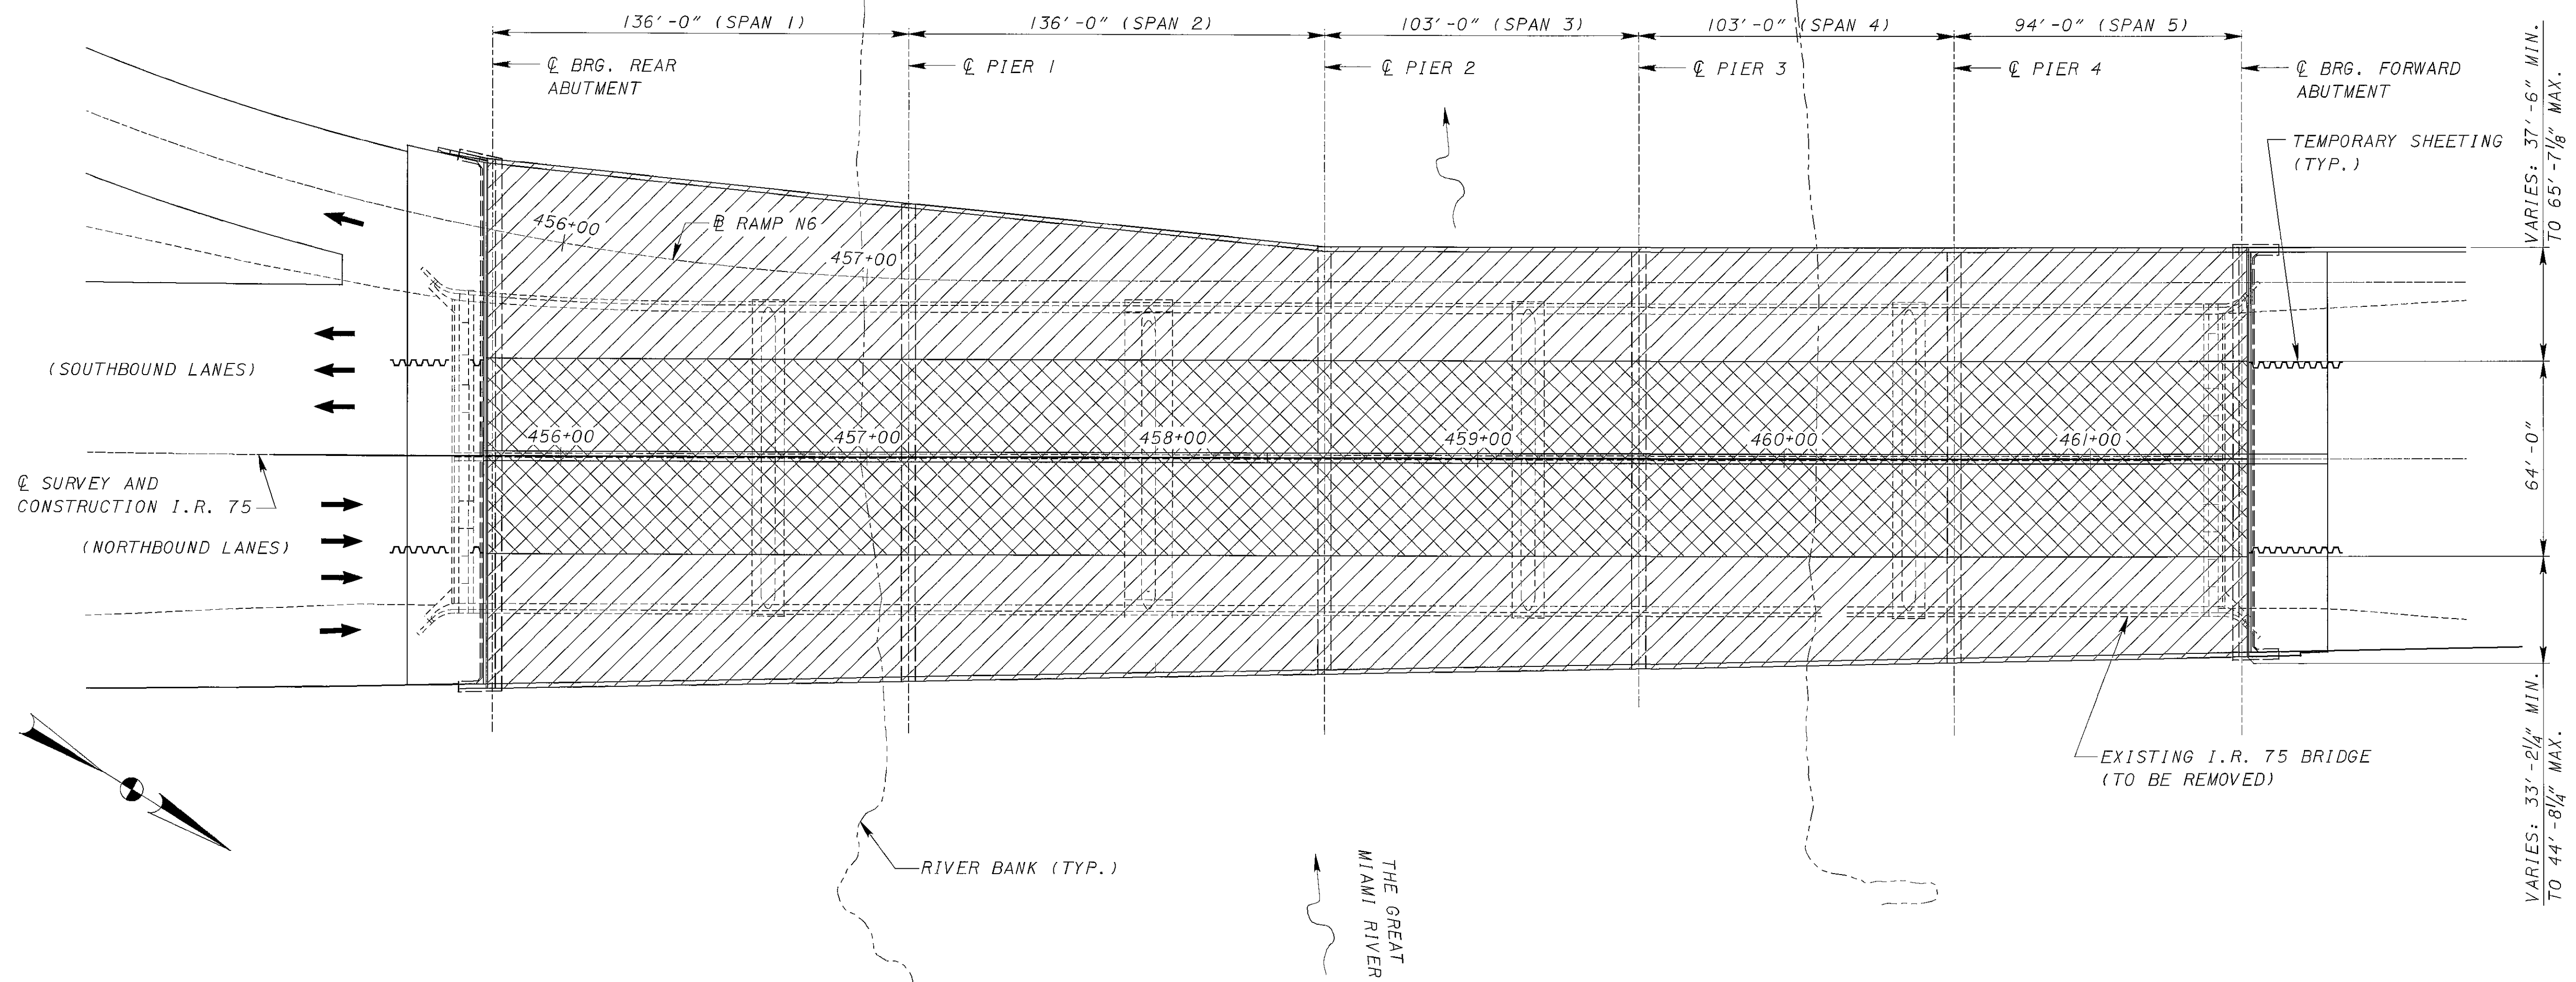 136'-0" (SPAN 1)
136'-0" (SPAN 2)
103'-0" (SPAN 3)
103'-0" (SPAN 4)
94'-0" (SPAN 5)
℄ BRG. REAR
ABUTMENT
℄ PIER 1
℄ PIER 2
℄ PIER 3
℄ PIER 4
℄ BRG. FORWARD
ABUTMENT
VARIES: 37'-6" MIN.
TO 65'-7⅛" MAX.
TEMPORARY SHEETING
(TYP.)
456+00
BL RAMP N6
457+00
(SOUTHBOUND LANES)
456+00
457+00
458+00
459+00
460+00
461+00
64'-0"
℄ SURVEY AND
CONSTRUCTION I.R. 75
(NORTHBOUND LANES)
EXISTING I.R. 75 BRIDGE
(TO BE REMOVED)
VARIES: 33'-2¼" MIN.
TO 44'-8¼" MAX.
RIVER BANK (TYP.)
THE GREAT
MIAMI RIVER